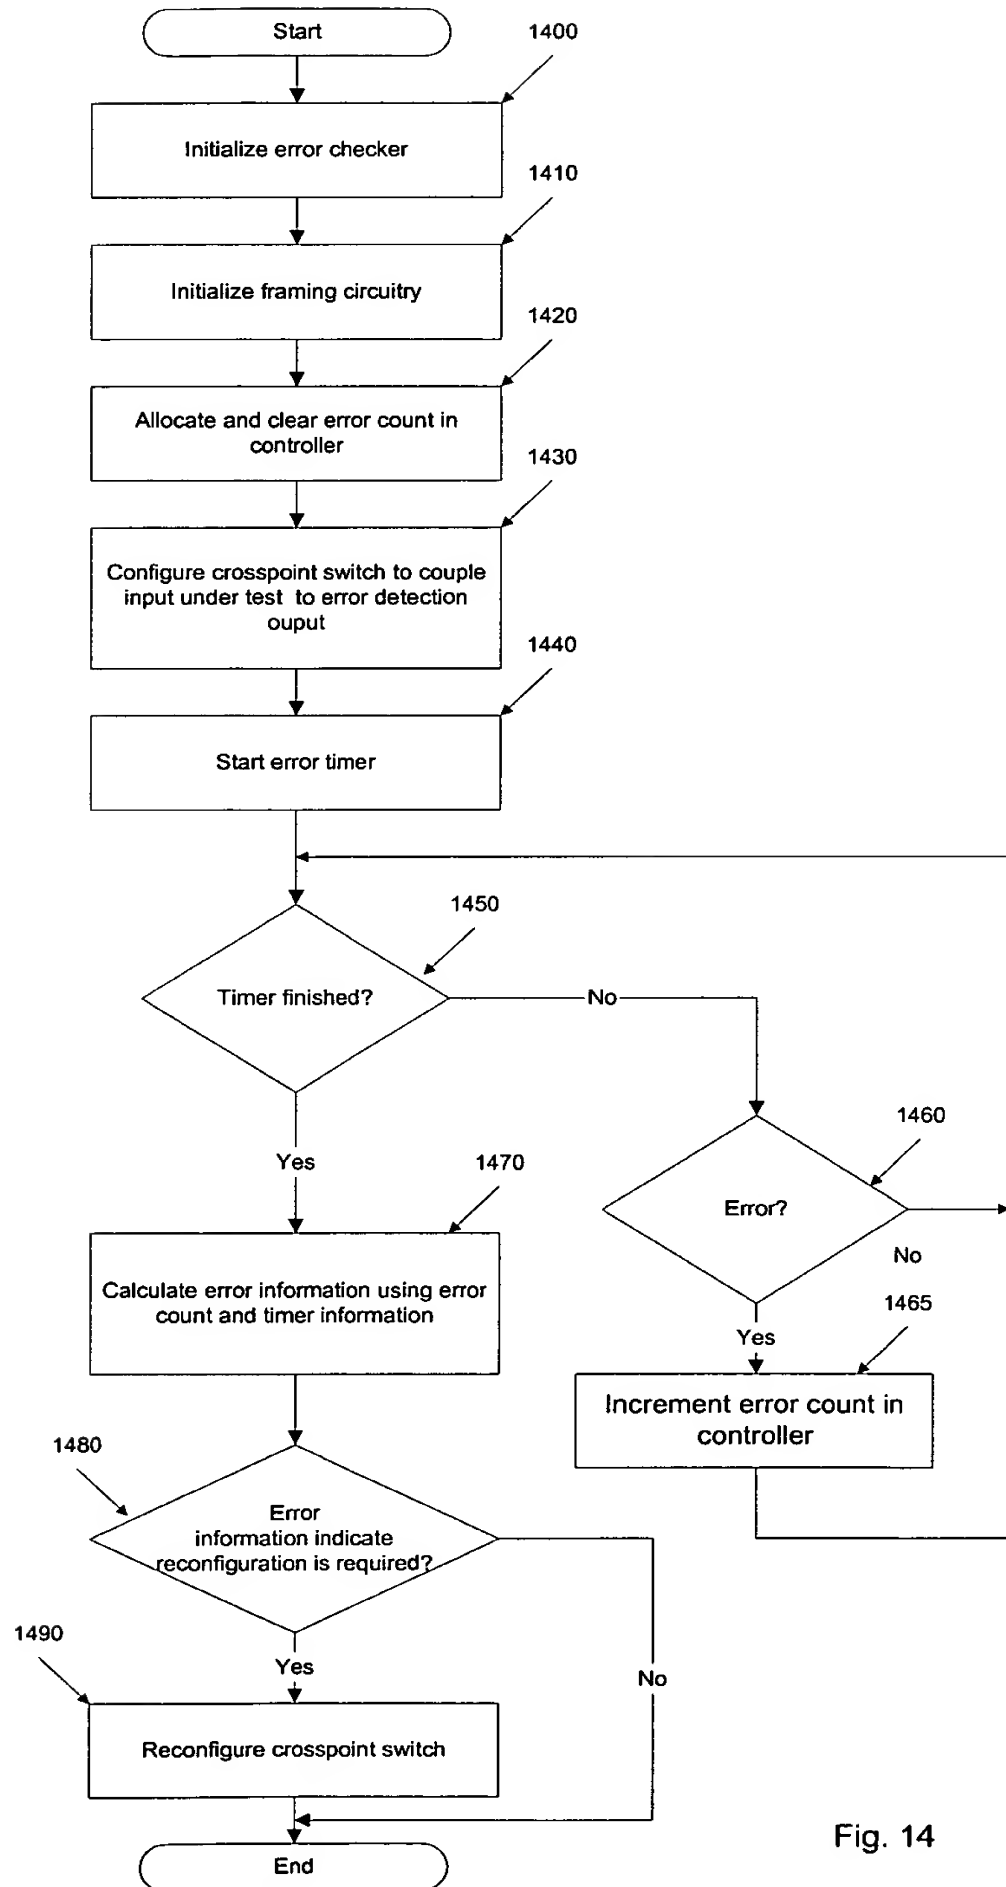 Start
1400
Initialize error checker
1410
Initialize framing circuitry
1420
Allocate and clear error count in
controller
1430
Configure crosspoint switch to couple
input under test to error detection
ouput
1440
Start error timer
1450
Timer finished?
No
1460
Error?
No
Yes
1465
Increment error count in
controller
Yes
1470
Calculate error information using error
count and timer information
1480
Error
information indicate
reconfiguration is required?
No
1490
Yes
Reconfigure crosspoint switch
End
Fig. 14